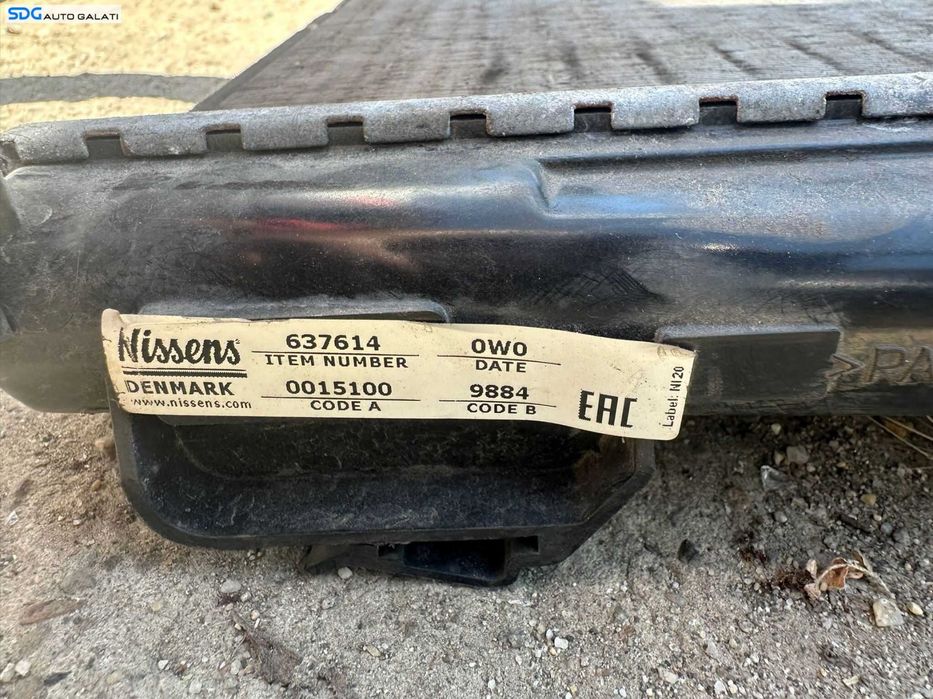 SDG AUTO GALATI
Nissens
DENMARK
www.nissens.com
637614
ITEM NUMBER
0015100
CODE A
0W0
DATE
9884
CODE B
EAC
Label: NI 20
>PA